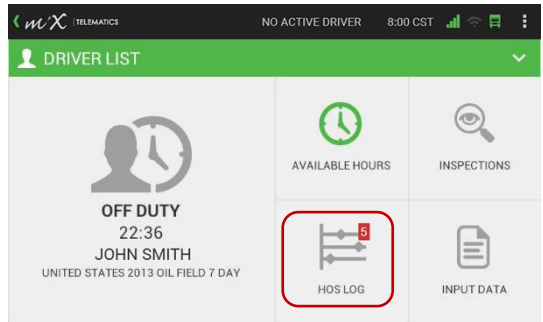 MiX TELEMATICS NO ACTIVE DRIVER 8:00 CST
DRIVER LIST
OFF DUTY
22:36
JOHN SMITH
UNITED STATES 2013 OIL FIELD 7 DAY
AVAILABLE HOURS
INSPECTIONS
5
HOS LOG
INPUT DATA